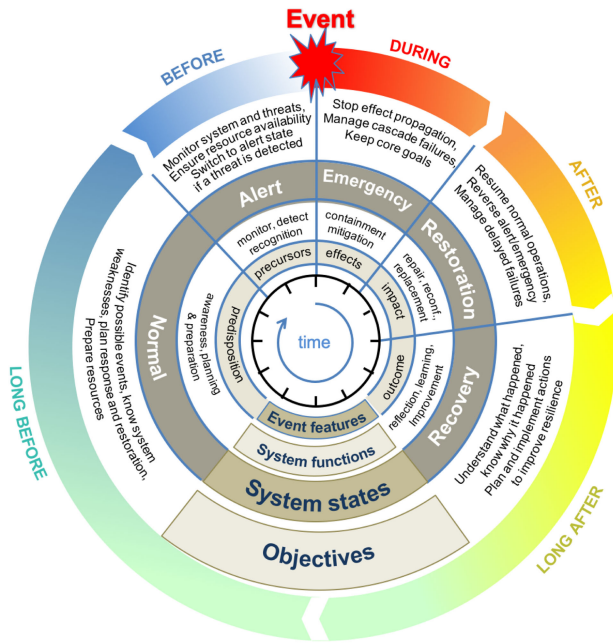 Event
BEFORE
DURING
AFTER
LONG AFTER
LONG BEFORE
Monitor system and threats,
Ensure resource availability
Switch to alert state
if a threat is detected
Stop effect propagation,
Manage cascade failures,
Keep core goals
Resume normal operations,
Reverse alert/emergency
Manage delayed failures
Understand what happened,
know why it happened
Plan and implement actions
to improve resilience
Identify possible events, know system
weaknesses, plan response and restoration,
Prepare resources
Alert
Emergency
Restoration
Recovery
Normal
monitor, detect
recognition
containment
mitigation
repair, reconf.,
replacement
reflection, learning,
Improvement
awareness, planning
& preparation
precursors
effects
impact
outcome
predisposition
time
Event features
System functions
System states
Objectives